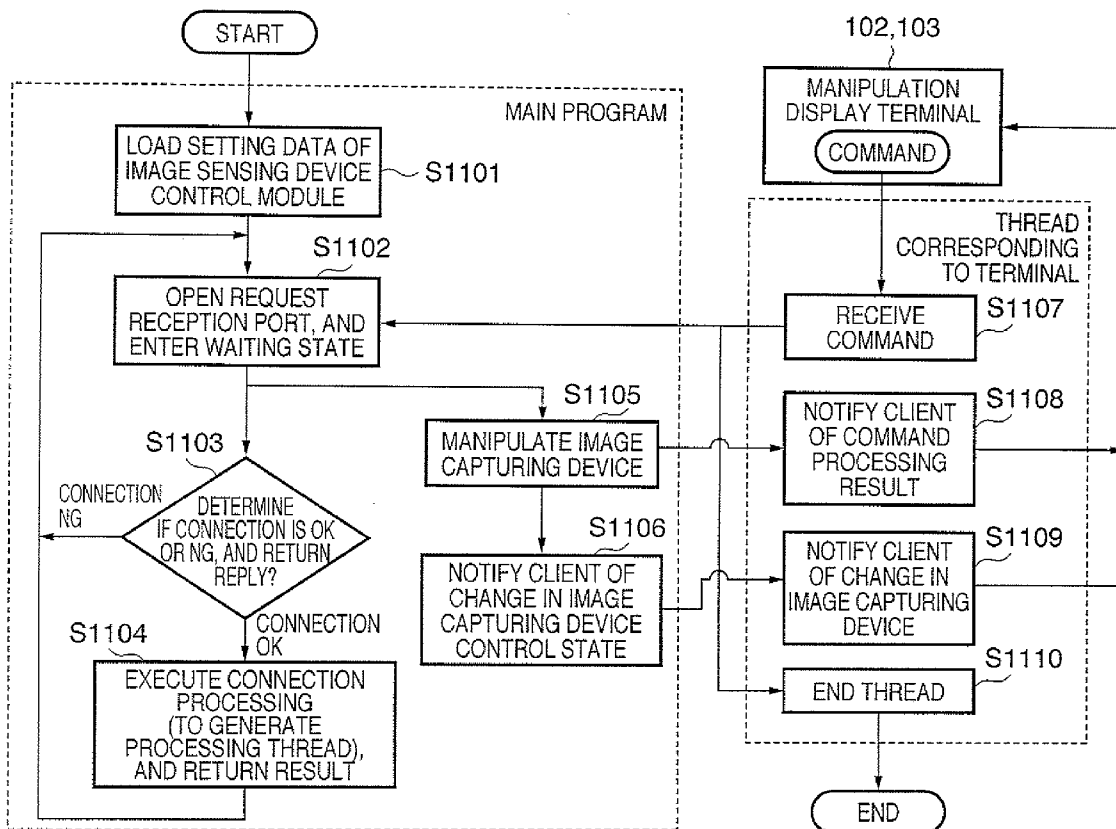 START
102,103
MANIPULATION
DISPLAY TERMINAL
COMMAND
MAIN PROGRAM
LOAD SETTING DATA OF
IMAGE SENSING DEVICE
CONTROL MODULE
S1101
THREAD
CORRESPONDING
TO TERMINAL
S1102
OPEN REQUEST
RECEPTION PORT, AND
ENTER WAITING STATE
S1107
RECEIVE
COMMAND
S1105
MANIPULATE IMAGE
CAPTURING DEVICE
S1108
NOTIFY CLIENT
OF COMMAND
PROCESSING
RESULT
S1103
CONNECTION
NG
DETERMINE
IF CONNECTION IS OK
OR NG, AND RETURN
REPLY?
S1106
NOTIFY CLIENT OF
CHANGE IN IMAGE
CAPTURING DEVICE
CONTROL STATE
S1109
NOTIFY CLIENT
OF CHANGE IN
IMAGE CAPTURING
DEVICE
CONNECTION
OK
S1104
EXECUTE CONNECTION
PROCESSING
(TO GENERATE
PROCESSING THREAD),
AND RETURN RESULT
S1110
END THREAD
END